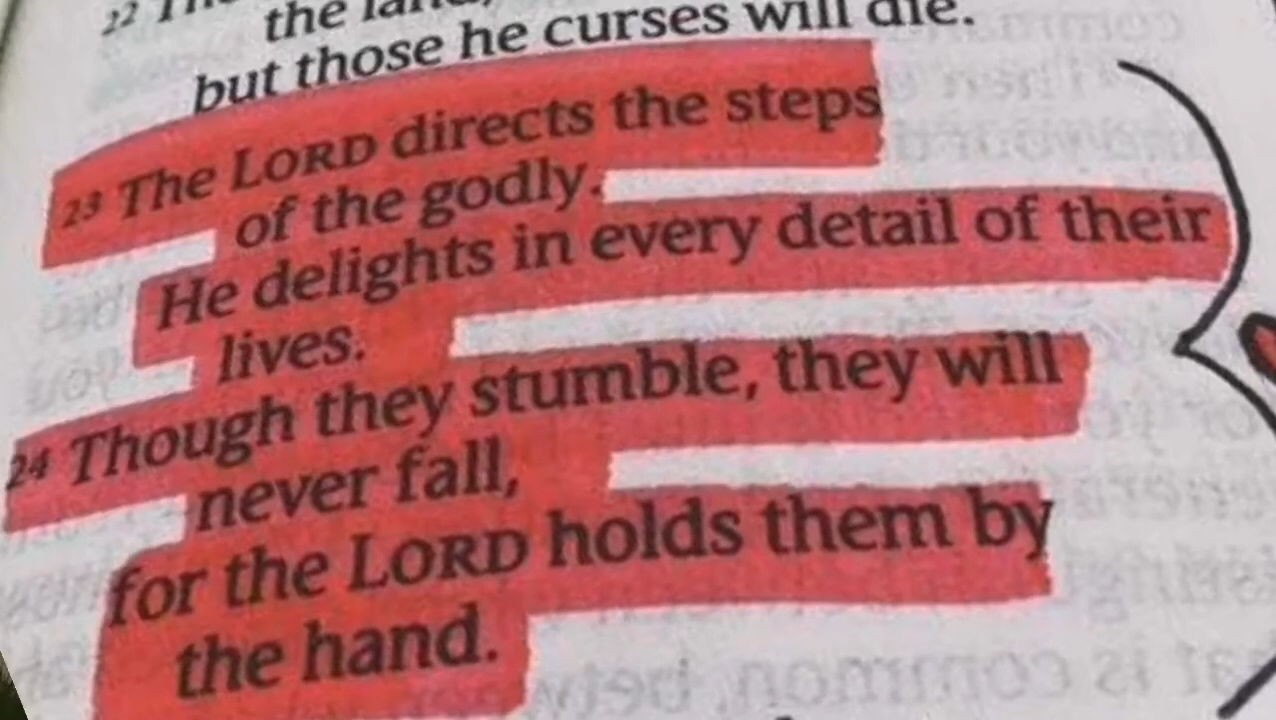 22 The
the land,
but those he curses will die.
23 The LORD directs the steps
of the godly.
He delights in every detail of their
lives.
24 Though they stumble, they will
never fall,
for the LORD holds them by
the hand.